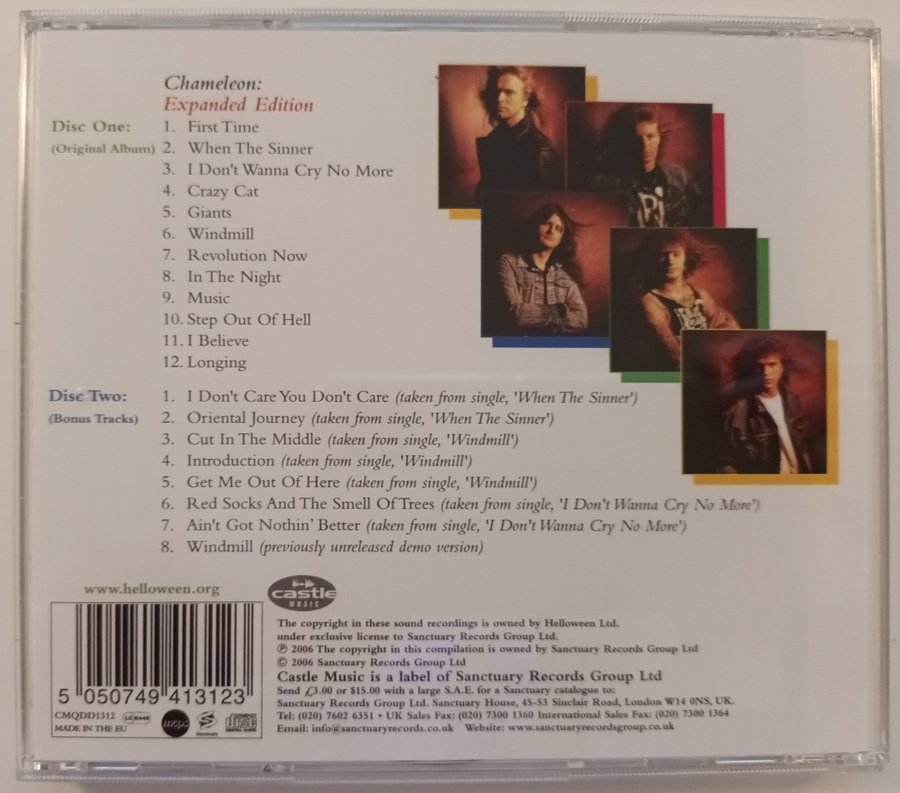 Chameleon:
Expanded Edition
Disc One:
(Original Album)
1. First Time
2. When The Sinner
3. I Don't Wanna Cry No More
4. Crazy Cat
5. Giants
6. Windmill
7. Revolution Now
8. In The Night
9. Music
10. Step Out Of Hell
11. I Believe
12. Longing
Disc Two:
(Bonus Tracks)
1. I Don't Care You Don't Care (taken from single, 'When The Sinner')
2. Oriental Journey (taken from single, 'When The Sinner')
3. Cut In The Middle (taken from single, 'Windmill')
4. Introduction (taken from single, 'Windmill')
5. Get Me Out Of Here (taken from single, 'Windmill')
6. Red Socks And The Smell Of Trees (taken from single, 'I Don't Wanna Cry No More')
7. Ain't Got Nothin' Better (taken from single, 'I Don't Wanna Cry No More')
8. Windmill (previously unreleased demo version)
www.helloween.org
castle
MUSIC
The copyright in these sound recordings is owned by Helloween Ltd.
under exclusive license to Sanctuary Records Group Ltd.
℗ 2006 The copyright in this compilation is owned by Sanctuary Records Group Ltd
© 2006 Sanctuary Records Group Ltd
Castle Music is a label of Sanctuary Records Group Ltd
Send £3.00 or $15.00 with a large S.A.E. for a Sanctuary catalogue to:
Sanctuary Records Group Ltd. Sanctuary House, 45-53 Sinclair Road, London W14 0NS, UK.
Tel: (020) 7602 6351 • UK Sales Fax: (020) 7300 1360 International Sales Fax: (020) 7300 1364
Email: info@sanctuaryrecords.co.uk Website: www.sanctuaryrecordsgroup.co.uk
5 050749 413123
CMQDD1312
MADE IN THE EU
LC 6448
mcps
Sanctuary
COMPACT
disc
DIGITAL AUDIO